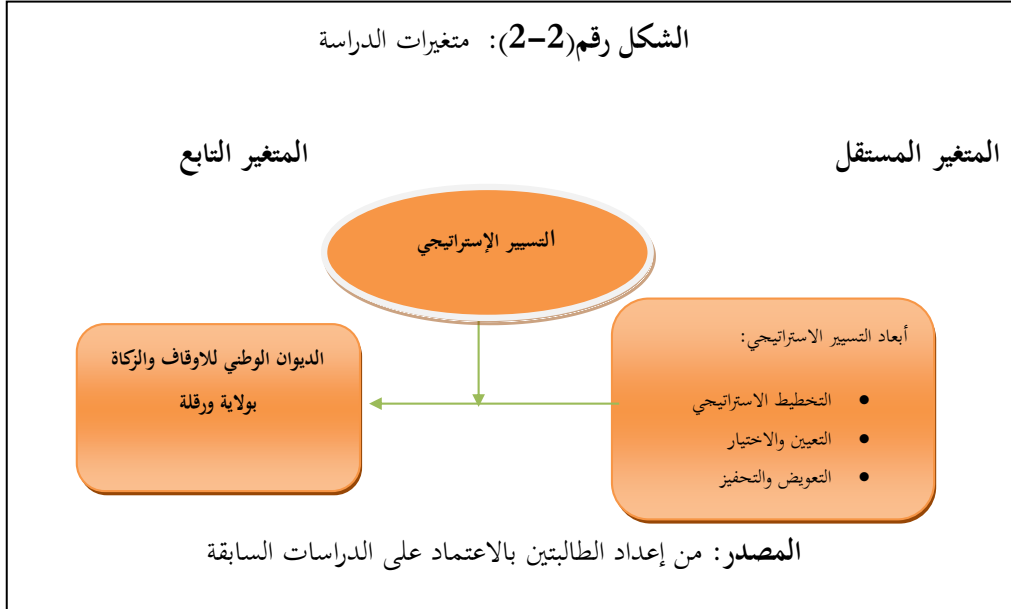 الشكل رقم(2-2): متغيرات الدراسة
المتغير المستقل
المتغير التابع
التسيير الإستراتيجي
أبعاد التسيير الاستراتيجي:
• التخطيط الاستراتيجي
• التعيين والاختيار
• التعويض والتحفيز
الديوان الوطني للاوقاف والزكاة
بولاية ورقلة
المصدر: من إعداد الطالبتين بالاعتماد على الدراسات السابقة